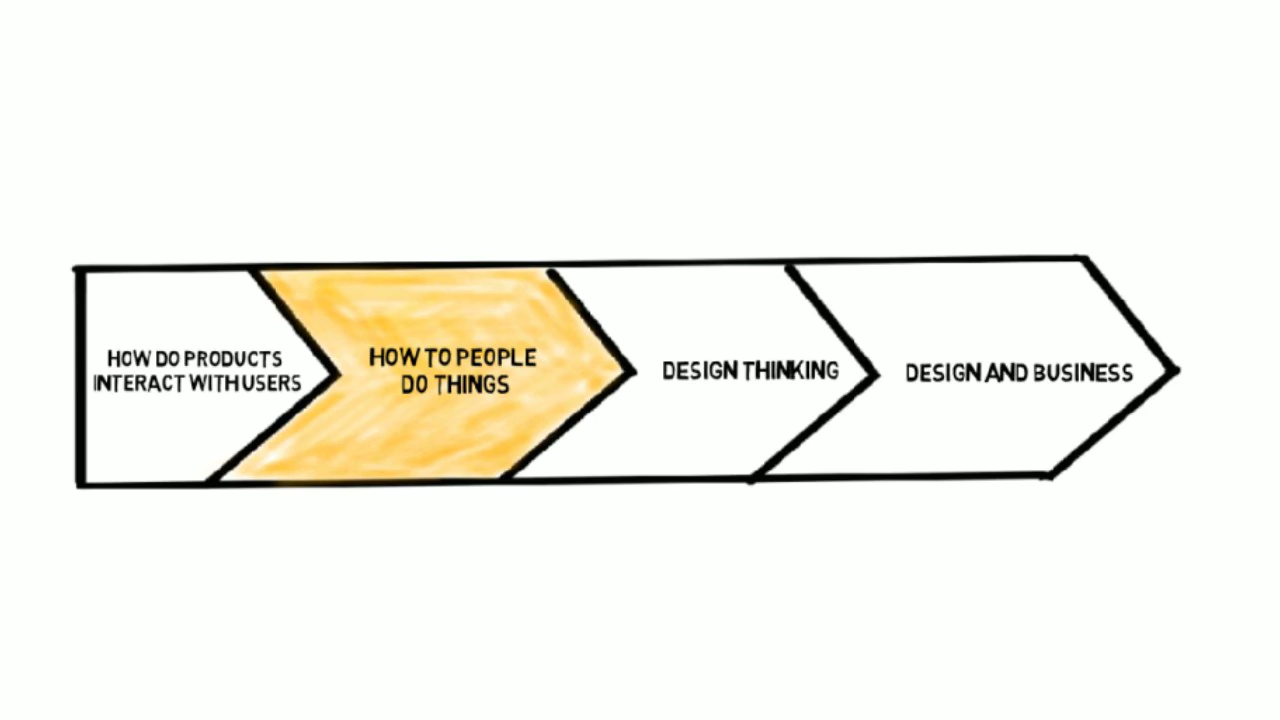 HOW DO PRODUCTS
INTERACT WITH USERS
HOW TO PEOPLE
DO THINGS
DESIGN THINKING
DESIGN AND BUSINESS